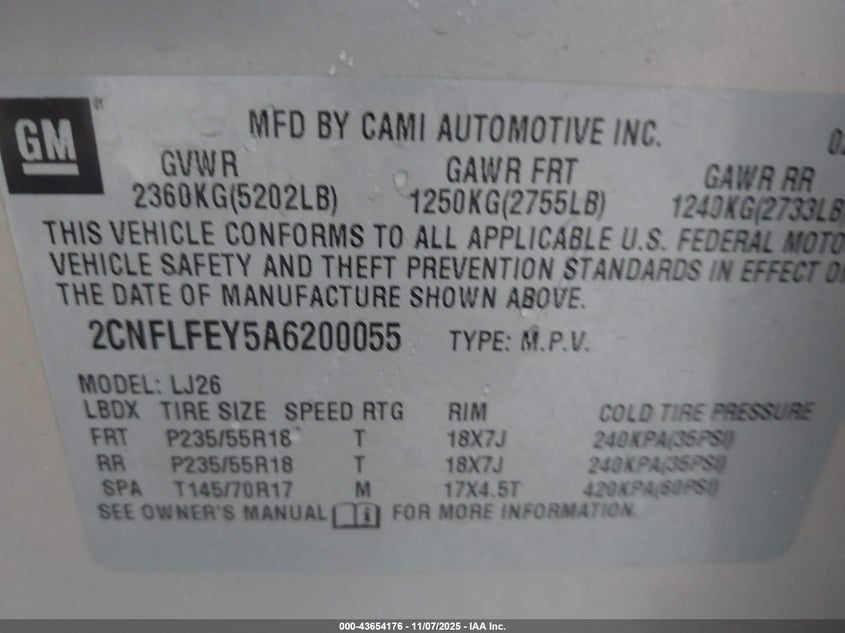 GM ®
MFD BY CAMI AUTOMOTIVE INC.
GVWR GAWR FRT GAWR RR
2360KG(5202LB) 1250KG(2755LB) 1240KG(2733LB
THIS VEHICLE CONFORMS TO ALL APPLICABLE U.S. FEDERAL MOTO
VEHICLE SAFETY AND THEFT PREVENTION STANDARDS IN EFFECT
THE DATE OF MANUFACTURE SHOWN ABOVE.
2CNFLFEY5A6200055 TYPE: M.P.V.
MODEL: LJ26
LBDX TIRE SIZE SPEED RTG RIM COLD TIRE PRESSURE
FRT P235/55R18 T 18X7J 240KPA(35PSI)
RR P235/55R18 T 18X7J 240KPA(35PSI)
SPA T145/70R17 M 17X4.5T 420KPA(60PSI)
SEE OWNER'S MANUAL i FOR MORE INFORMATION.
000-43654176 | 11/07/2025 - IAA Inc.